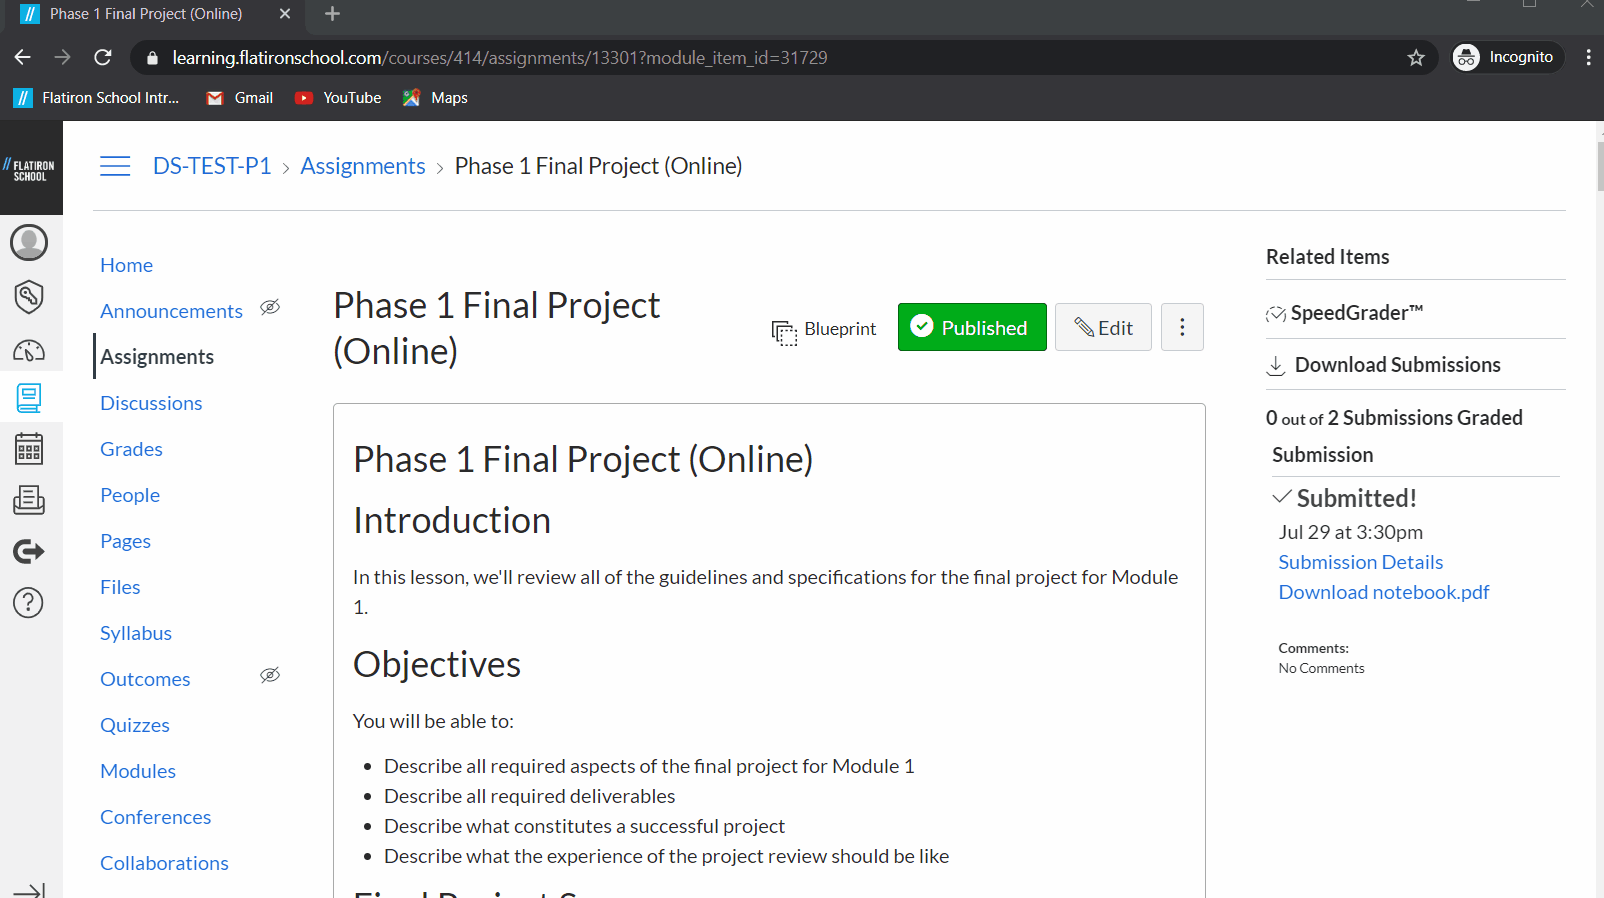 Phase 1 Final Project (Online)
learning.flatironschool.com/courses/414/assignments/13301?module_item_id=31729
Incognito
Flatiron School Intr...
Gmail
YouTube
Maps
// FLATIRON
SCHOOL
DS-TEST-P1 › Assignments › Phase 1 Final Project (Online)
Home
Announcements
Assignments
Discussions
Grades
People
Pages
Files
Syllabus
Outcomes
Quizzes
Modules
Conferences
Collaborations
Phase 1 Final Project
(Online)
Blueprint
Published
Edit
Phase 1 Final Project (Online)
Introduction
In this lesson, we'll review all of the guidelines and specifications for the final project for Module
1.
Objectives
You will be able to:
• Describe all required aspects of the final project for Module 1
• Describe all required deliverables
• Describe what constitutes a successful project
• Describe what the experience of the project review should be like
Related Items
SpeedGrader™
Download Submissions
0 out of 2 Submissions Graded
Submission
Submitted!
Jul 29 at 3:30pm
Submission Details
Download notebook.pdf
Comments:
No Comments